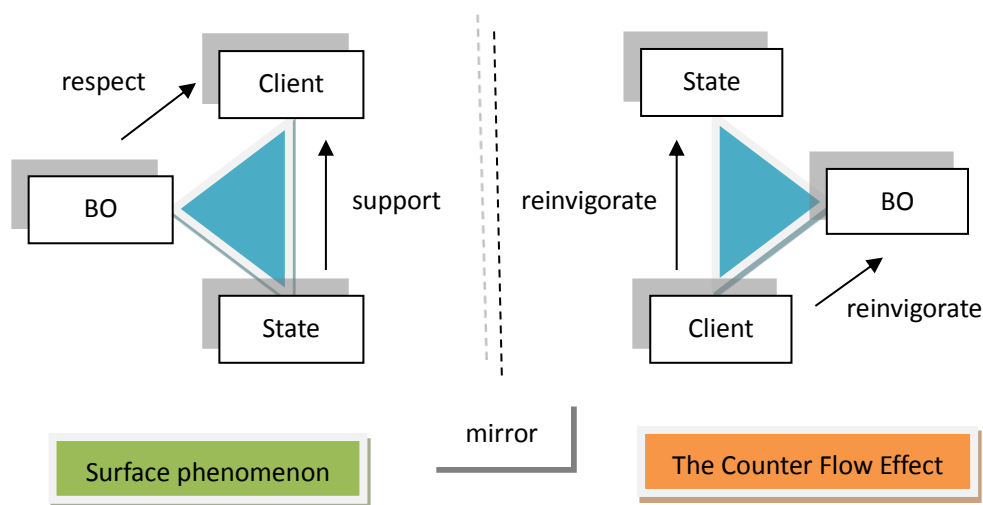 respect
Client
BO
support
State
State
reinvigorate
BO
Client
reinvigorate
mirror
Surface phenomenon
The Counter Flow Effect